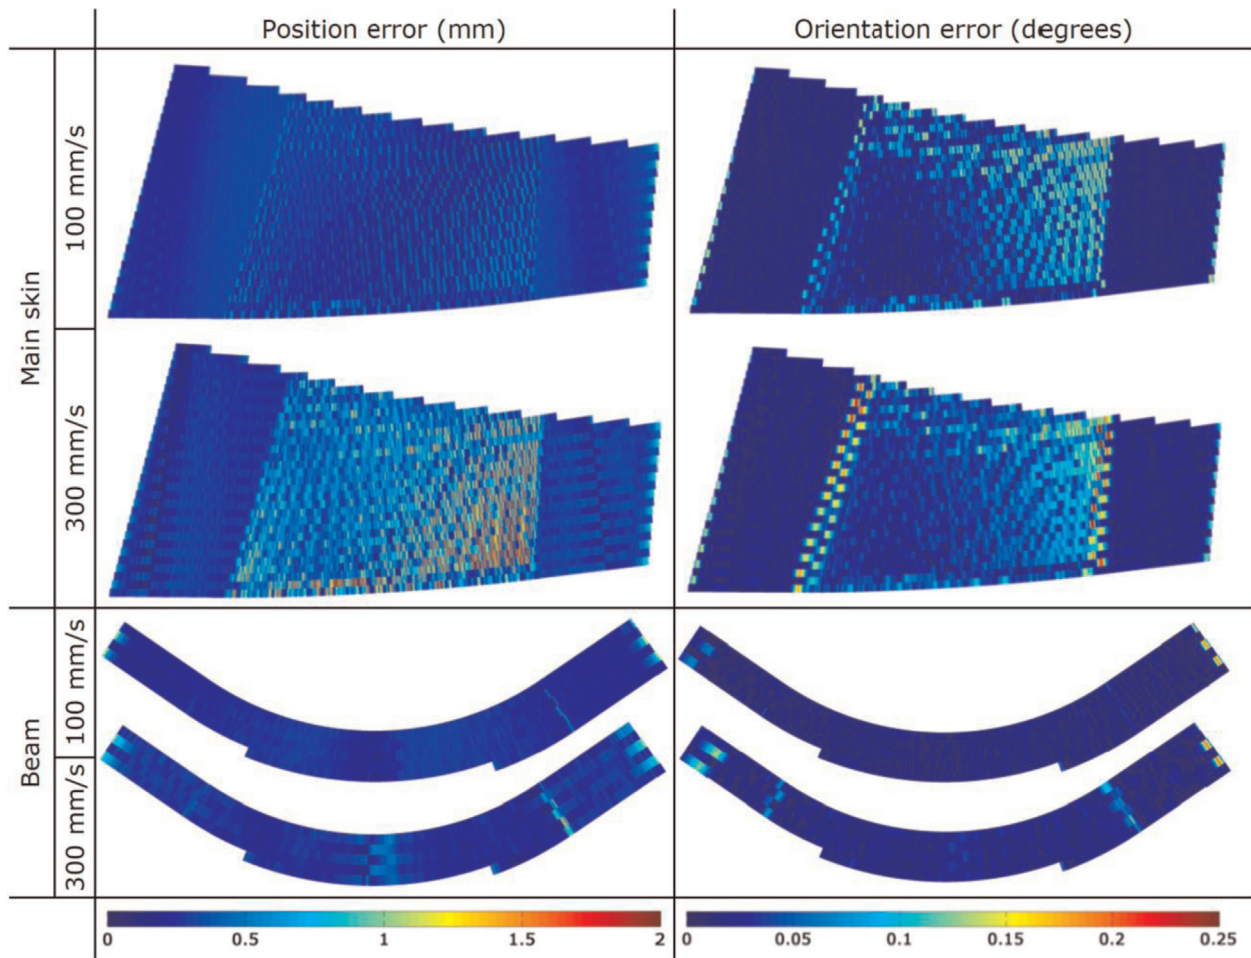 Position error (mm)
Orientation error (degrees)
Main skin
100 mm/s
300 mm/s
Beam
100 mm/s
300 mm/s
0 0.5 1 1.5 2
0 0.05 0.1 0.15 0.2 0.25